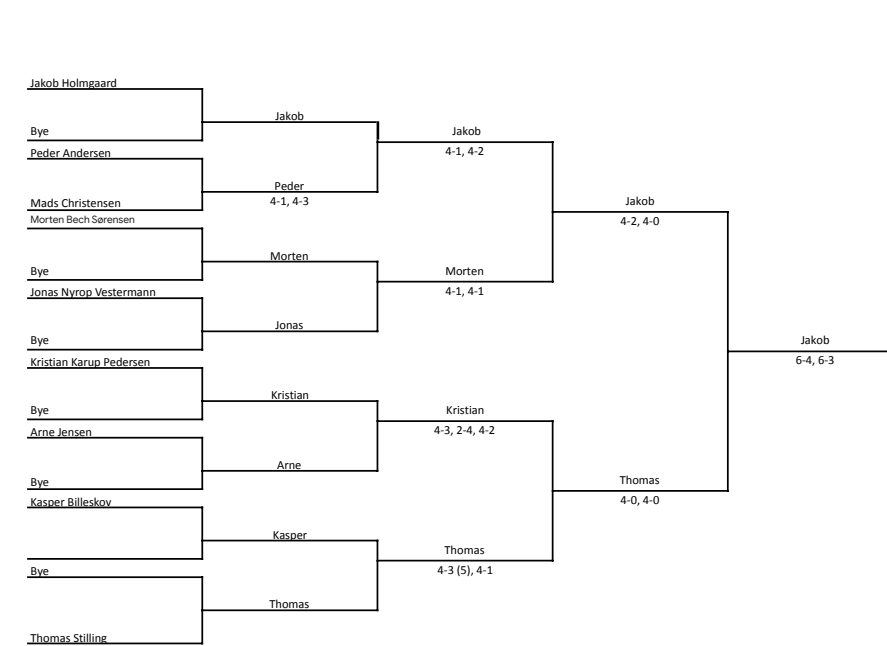 Jakob Holmgaard
Bye
Peder Andersen
Mads Christensen
Morten Bech Sørensen
Bye
Jonas Nyrop Vestermann
Bye
Kristian Karup Pedersen
Bye
Arne Jensen
Bye
Kasper Billeskov
Bye
Thomas Stilling
Jakob
Peder
4-1, 4-3
Morten
Jonas
Kristian
Arne
Kasper
Thomas
Jakob
4-1, 4-2
Morten
4-1, 4-1
Kristian
4-3, 2-4, 4-2
Thomas
4-3 (5), 4-1
Jakob
4-2, 4-0
Thomas
4-0, 4-0
Jakob
6-4, 6-3